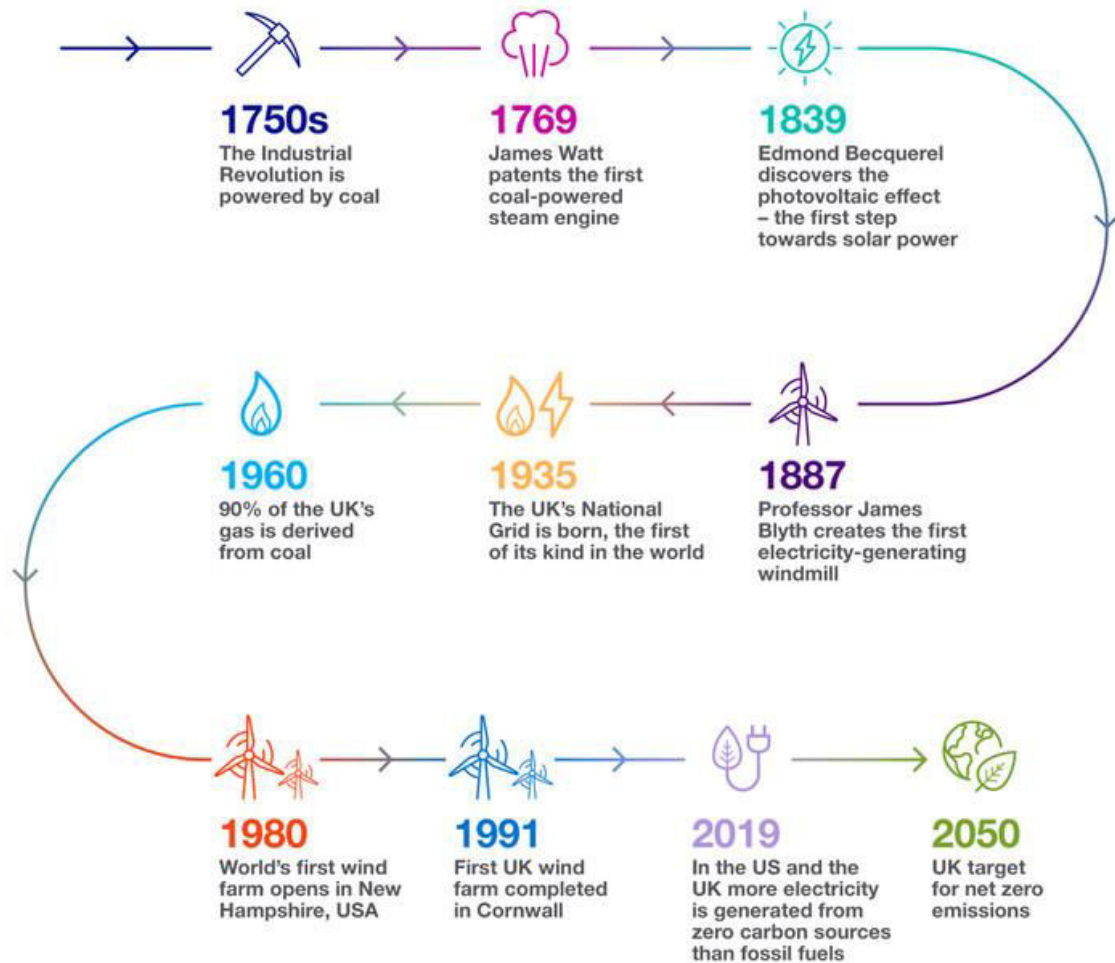 1750s
The Industrial
Revolution is
powered by coal
1769
James Watt
patents the first
coal-powered
steam engine
1839
Edmond Becquerel
discovers the
photovoltaic effect
– the first step
towards solar power
1887
Professor James
Blyth creates the first
electricity-generating
windmill
1935
The UK's National
Grid is born, the first
of its kind in the world
1960
90% of the UK's
gas is derived
from coal
1980
World's first wind
farm opens in New
Hampshire, USA
1991
First UK wind
farm completed
in Cornwall
2019
In the US and the
UK more electricity
is generated from
zero carbon sources
than fossil fuels
2050
UK target
for net zero
emissions